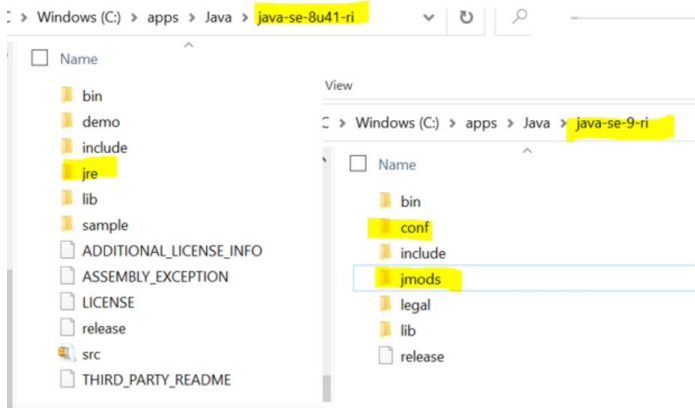 Windows (C:) > apps > Java > java-se-8u41-ri
Name
bin
demo
include
jre
lib
sample
ADDITIONAL_LICENSE_INFO
ASSEMBLY_EXCEPTION
LICENSE
release
src
THIRD_PARTY_README
View
Windows (C:) > apps > Java > java-se-9-ri
Name
bin
conf
include
jmods
legal
lib
release